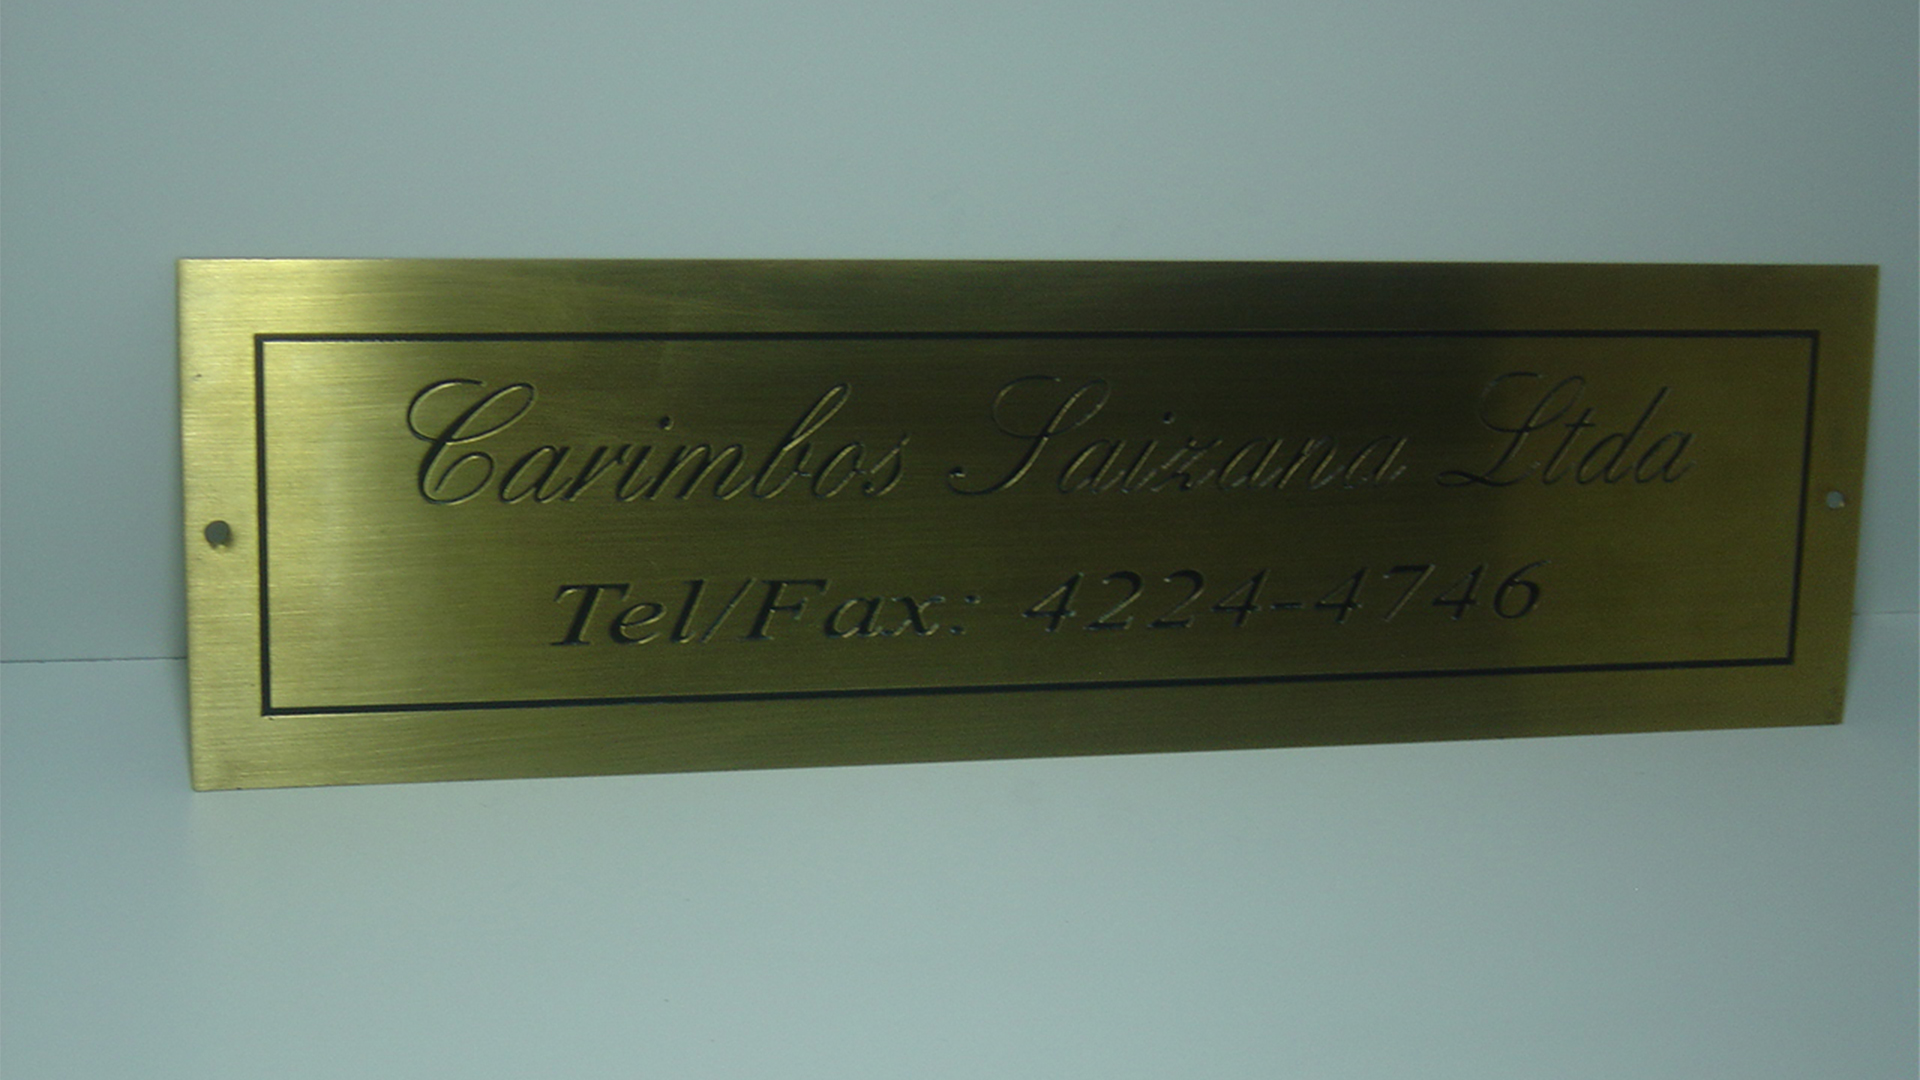 Carimbos Saizana Ltda
Tel/Fax: 4224-4746